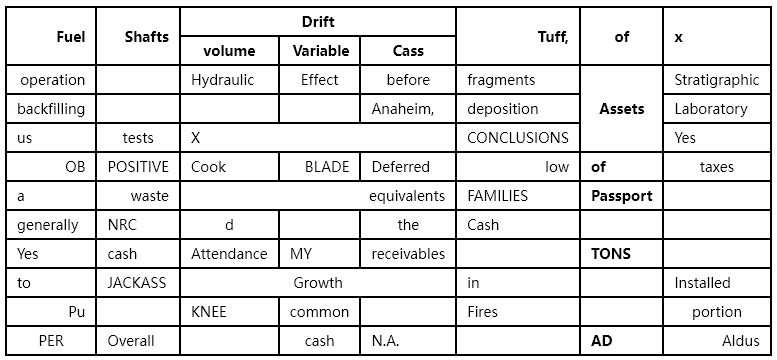 Fuel Shafts Drift Tuff, of x
volume Variable Cass
operation Hydraulic Effect before fragments Assets Stratigraphic
backfilling Anaheim, deposition Laboratory
us tests X CONCLUSIONS Yes
OB POSITIVE Cook BLADE Deferred low of taxes
a waste equivalents FAMILIES Passport
generally NRC d the Cash
Yes cash Attendance MY receivables TONS
to JACKASS Growth in Installed
Pu KNEE common Fires portion
PER Overall cash N.A. AD Aldus